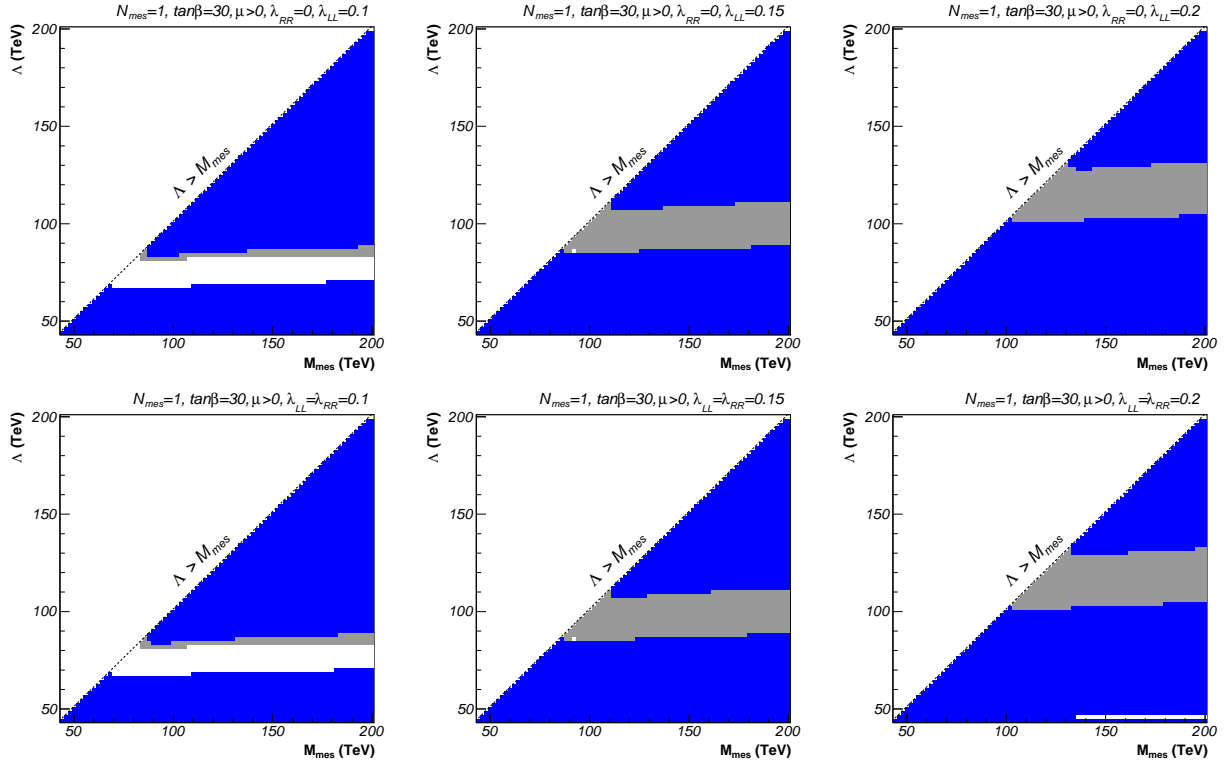 N_mes=1, tanβ=30, μ>0, λ_RR=0, λ_LL=0.1
Λ (TeV)
200
150
100
50
Λ > M_mes
50 100 150 200
M_mes (TeV)
N_mes=1, tanβ=30, μ>0, λ_RR=0, λ_LL=0.15
Λ (TeV)
200
150
100
50
Λ > M_mes
50 100 150 200
M_mes (TeV)
N_mes=1, tanβ=30, μ>0, λ_RR=0, λ_LL=0.2
Λ (TeV)
200
150
100
50
Λ > M_mes
50 100 150 200
M_mes (TeV)
N_mes=1, tanβ=30, μ>0, λ_LL=λ_RR=0.1
Λ (TeV)
200
150
100
50
Λ > M_mes
50 100 150 200
M_mes (TeV)
N_mes=1, tanβ=30, μ>0, λ_LL=λ_RR=0.15
Λ (TeV)
200
150
100
50
Λ > M_mes
50 100 150 200
M_mes (TeV)
N_mes=1, tanβ=30, μ>0, λ_LL=λ_RR=0.2
Λ (TeV)
200
150
100
50
Λ > M_mes
50 100 150 200
M_mes (TeV)